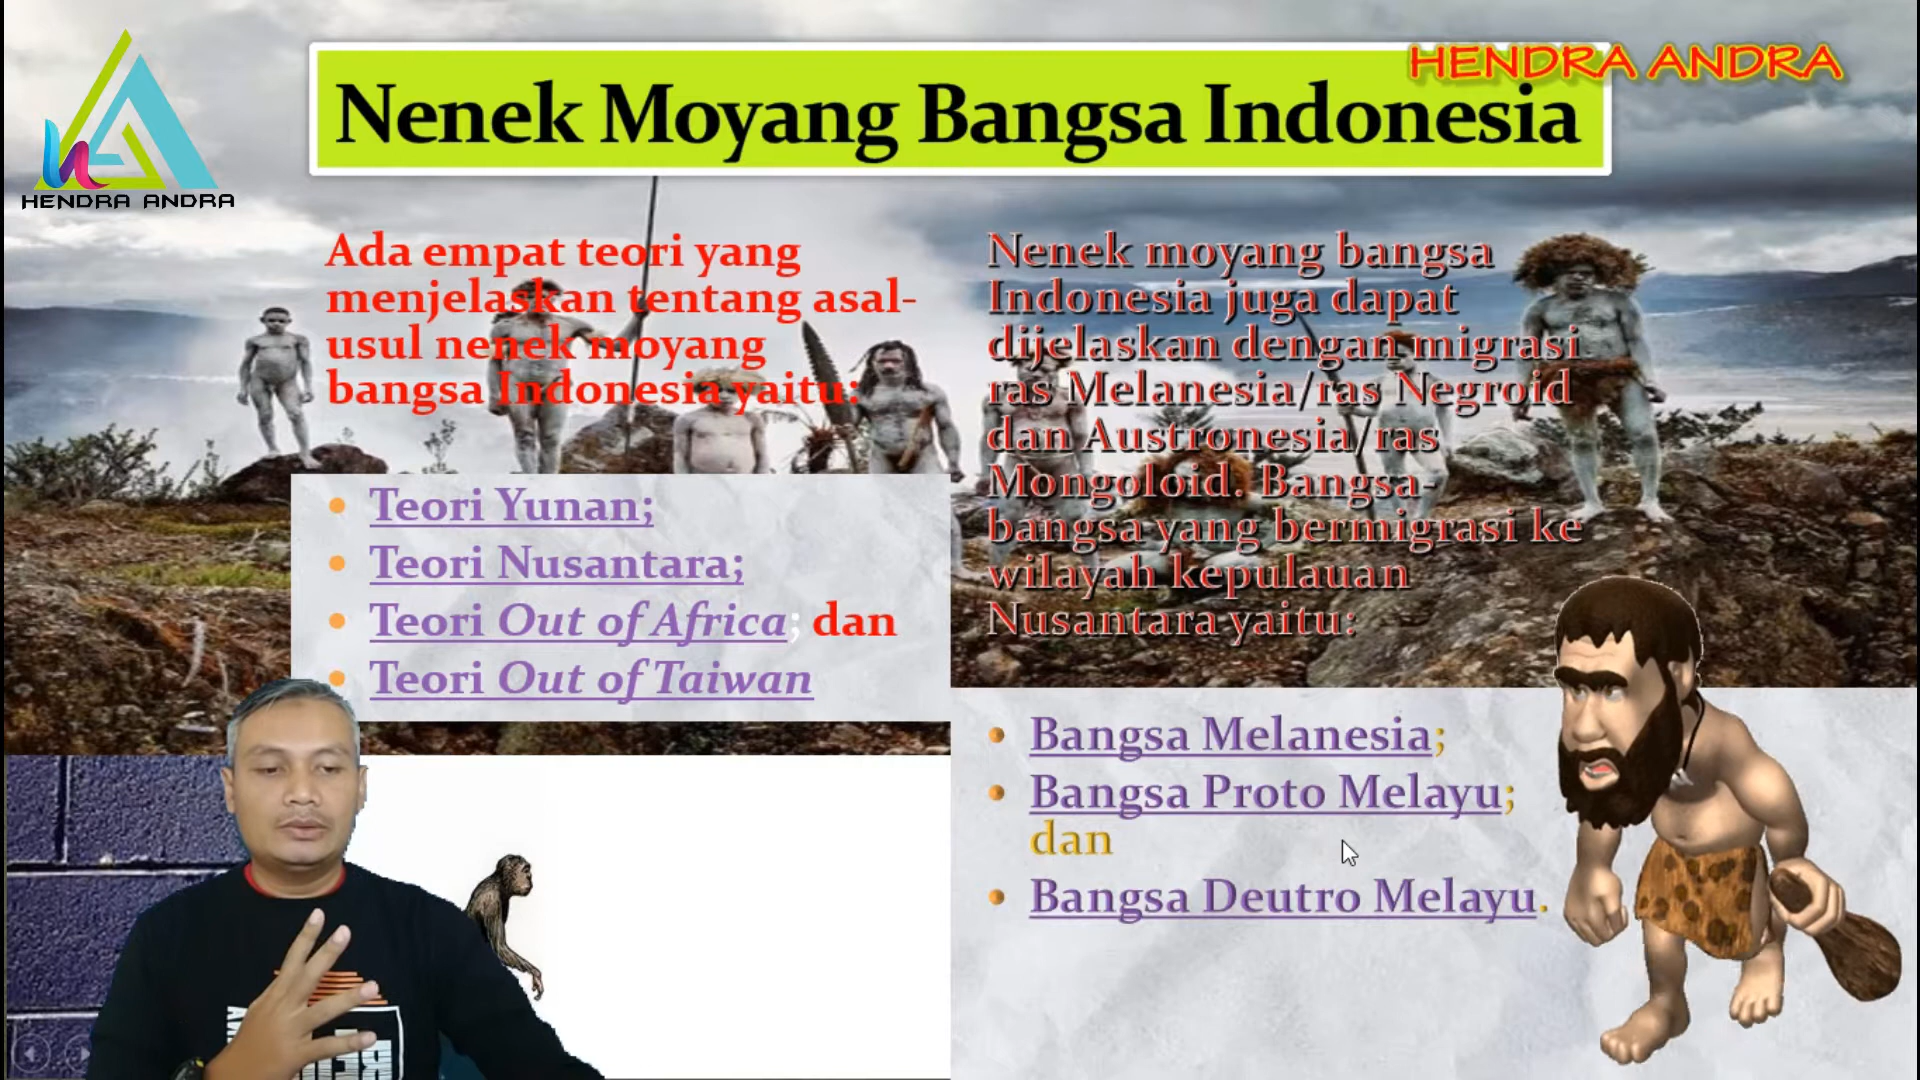 HENDRA ANDRA
HENDRA ANDRA
Nenek Moyang Bangsa Indonesia
Ada empat teori yang
menjelaskan tentang asal-
usul nenek moyang
bangsa Indonesia yaitu:
• Teori Yunan;
• Teori Nusantara;
• Teori Out of Africa; dan
• Teori Out of Taiwan
Nenek moyang bangsa
Indonesia juga dapat
dijelaskan dengan migrasi
ras Melanesia/ras Negroid
dan Austronesia/ras
Mongoloid. Bangsa-
bangsa yang bermigrasi ke
wilayah kepulauan
Nusantara yaitu:
• Bangsa Melanesia;
• Bangsa Proto Melayu;
dan
• Bangsa Deutro Melayu.